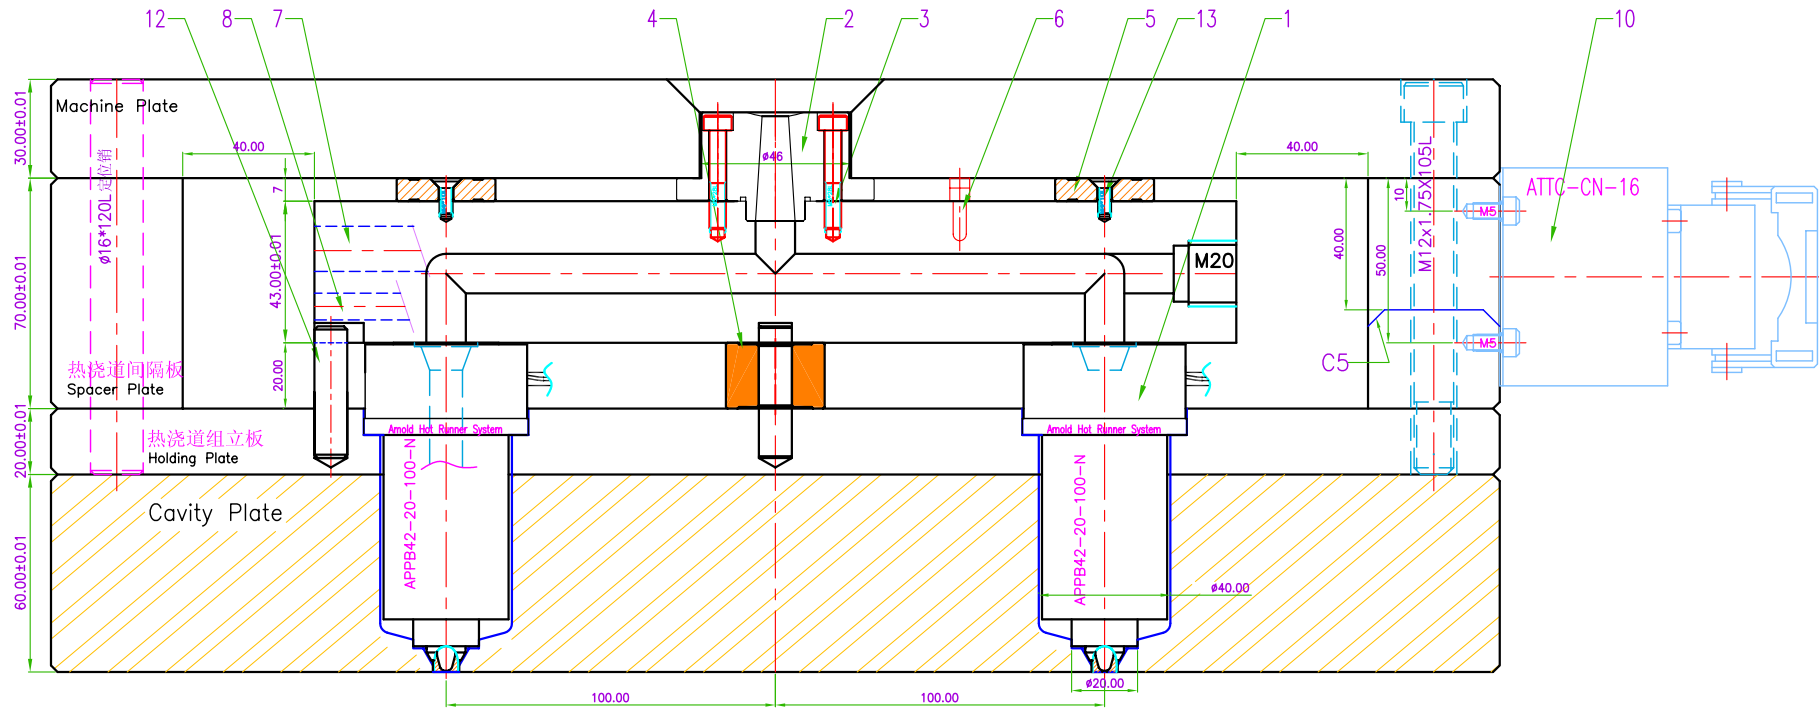 12
8
7
4
2
3
6
5
13
1
10
Machine Plate
30.00±0.01
40.00
ø46
40.00
7
10
ø16*120L 定位销
M12x1.75X105L
ATTC-CN-16
M5
70.00±0.01
43.00±0.01
40.00
50.00
M20
M5
C5
20.00
热浇道间隔板
Spacer Plate
20.00±0.01
热浇道组立板
Holding Plate
Arnold Hot Runner System
Arnold Hot Runner System
APPB42-20-100-N
APPB42-20-100-N
Cavity Plate
60.00±0.01
ø40.00
ø20.00
100.00
100.00